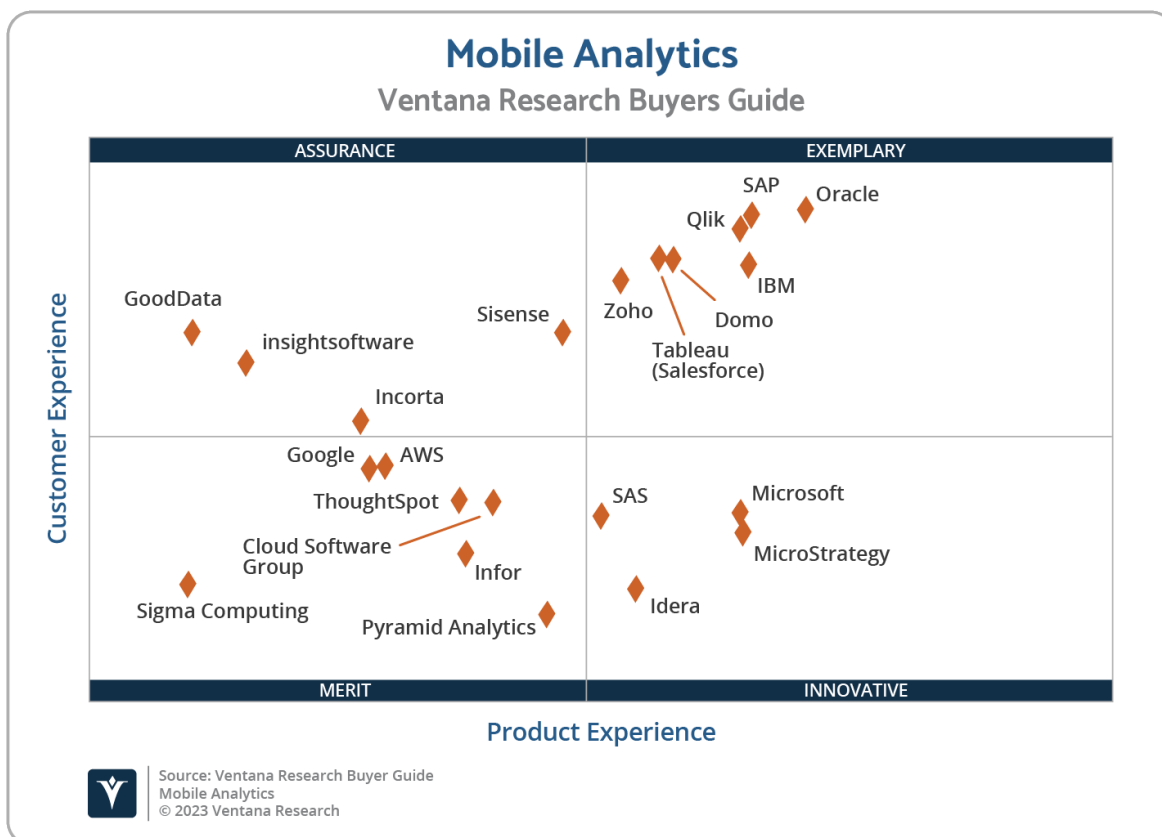 Mobile Analytics
Ventana Research Buyers Guide
ASSURANCE
EXEMPLARY
SAP
Oracle
Qlik
IBM
Zoho
Domo
Tableau
(Salesforce)
GoodData
insightsoftware
Sisense
Incorta
Customer Experience
Google
AWS
ThoughtSpot
Cloud Software
Group
Infor
Sigma Computing
Pyramid Analytics
SAS
Microsoft
MicroStrategy
Idera
MERIT
INNOVATIVE
Product Experience
Source: Ventana Research Buyer Guide
Mobile Analytics
© 2023 Ventana Research